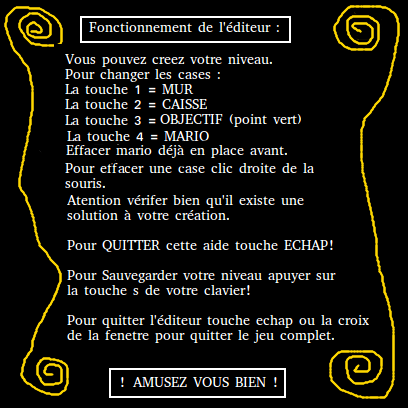 Fonctionnement de l'éditeur :
Vous pouvez creez votre niveau.
Pour changer les cases :
La touche 1 = MUR
La touche 2 = CAISSE
La touche 3 = OBJECTIF (point vert)
La touche 4 = MARIO
Effacer mario déjà en place avant.
Pour effacer une case clic droite de la
souris.
Atention vérifer bien qu'il existe une
solution à votre création.
Pour QUITTER cette aide touche ECHAP!
Pour Sauvegarder votre niveau apuyer sur
la touche s de votre clavier!
Pour quitter l'éditeur touche echap ou la croix
de la fenetre pour quitter le jeu complet.
! AMUSEZ VOUS BIEN !